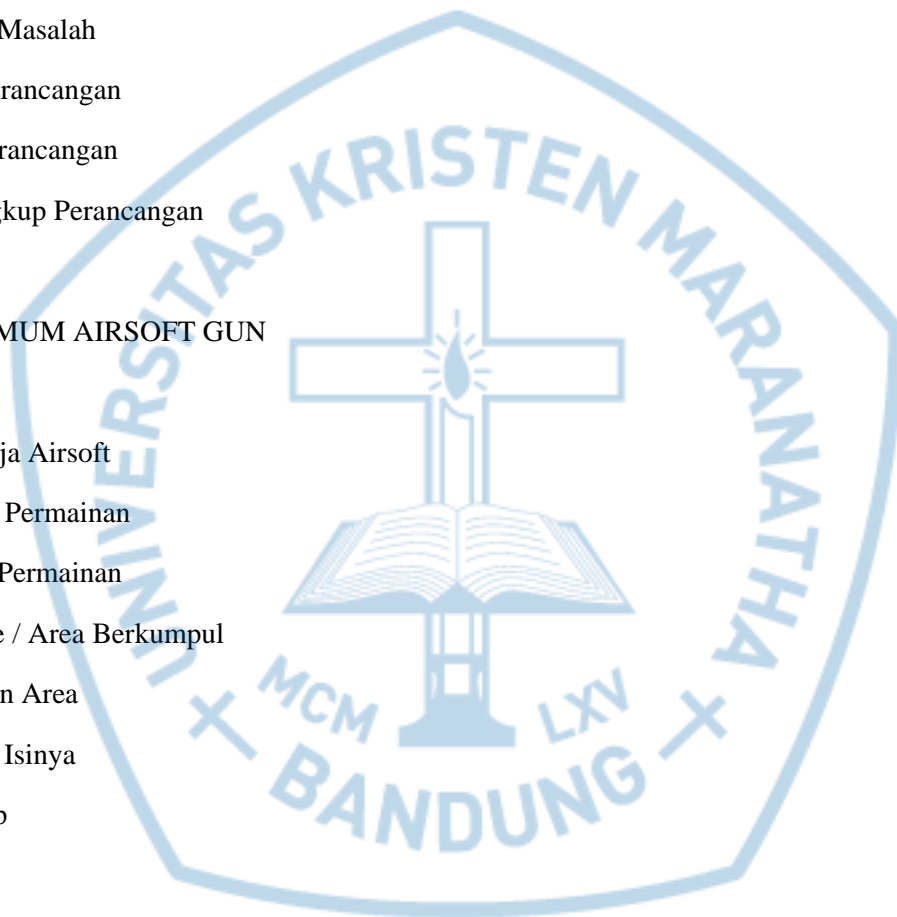 Masalah
rancangan
rancangan
gkup Perancangan
MUM AIRSOFT GUN
ja Airsoft
Permainan
Permainan
e / Area Berkumpul
n Area
Isinya
p
UNIVERSITAS KRISTEN MARANATHA
MCM LXV
BANDUNG